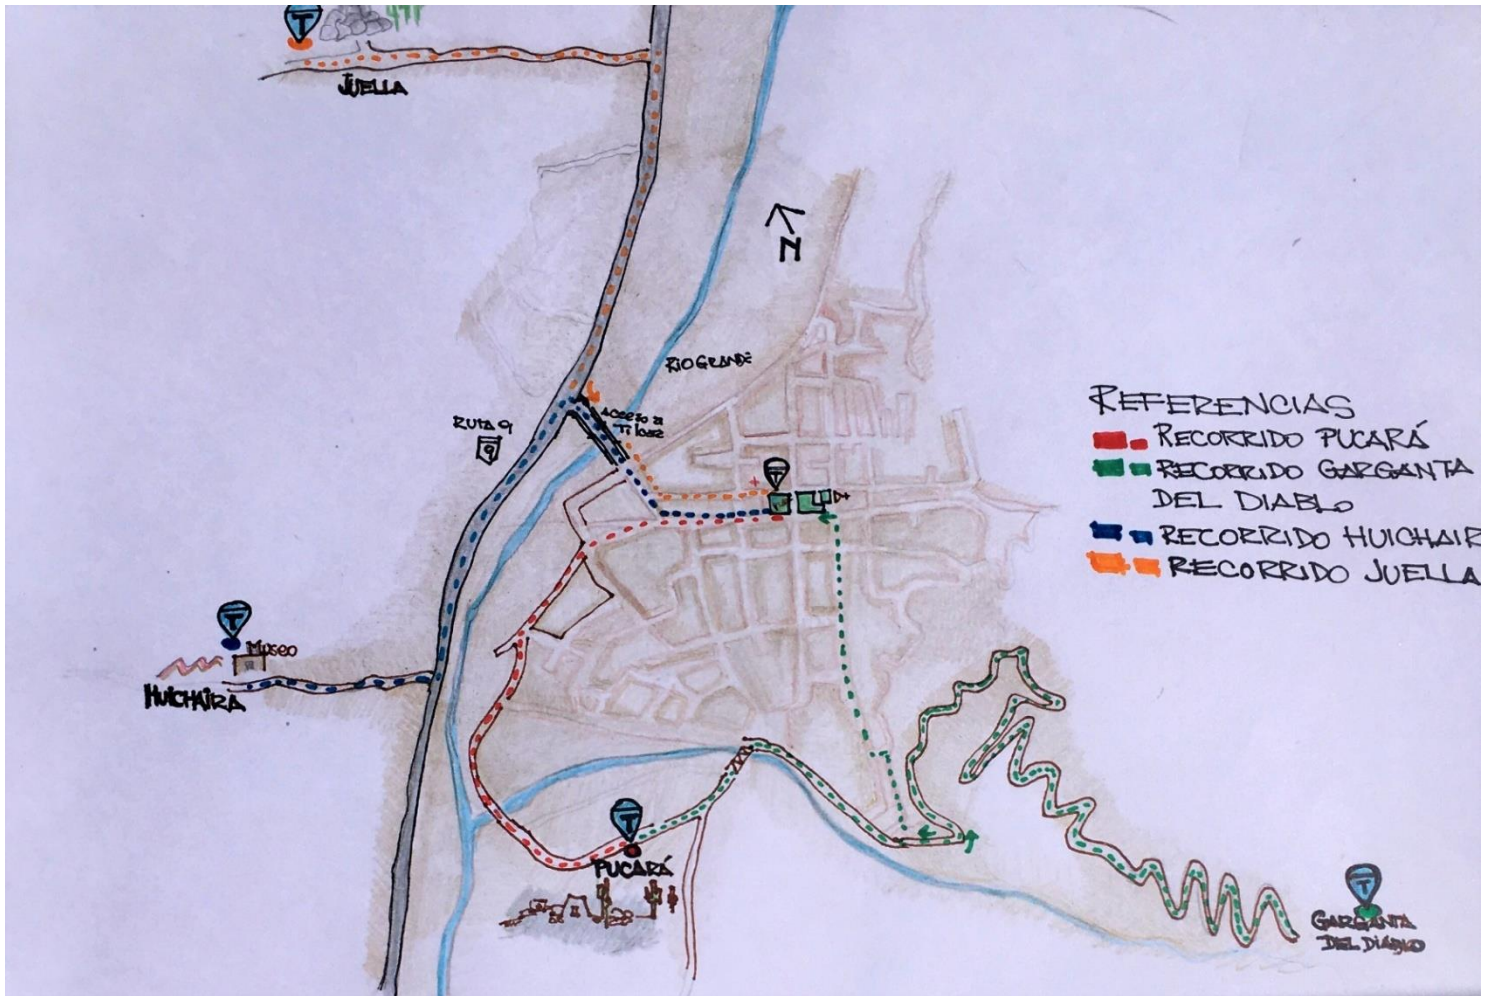 T
JUELLA
N
RIO GRANDE
ACCESO A
TILCAR
RUTA 9
9
T
REFERENCIAS
RECORRIDO PUCARÁ
RECORRIDO GARGANTA
DEL DIABLO
RECORRIDO HUICHAIR
RECORRIDO JUELLA
T
MUSEO
HUICHAIRA
T
PUCARÁ
T
GARGANTA
DEL DIABLO